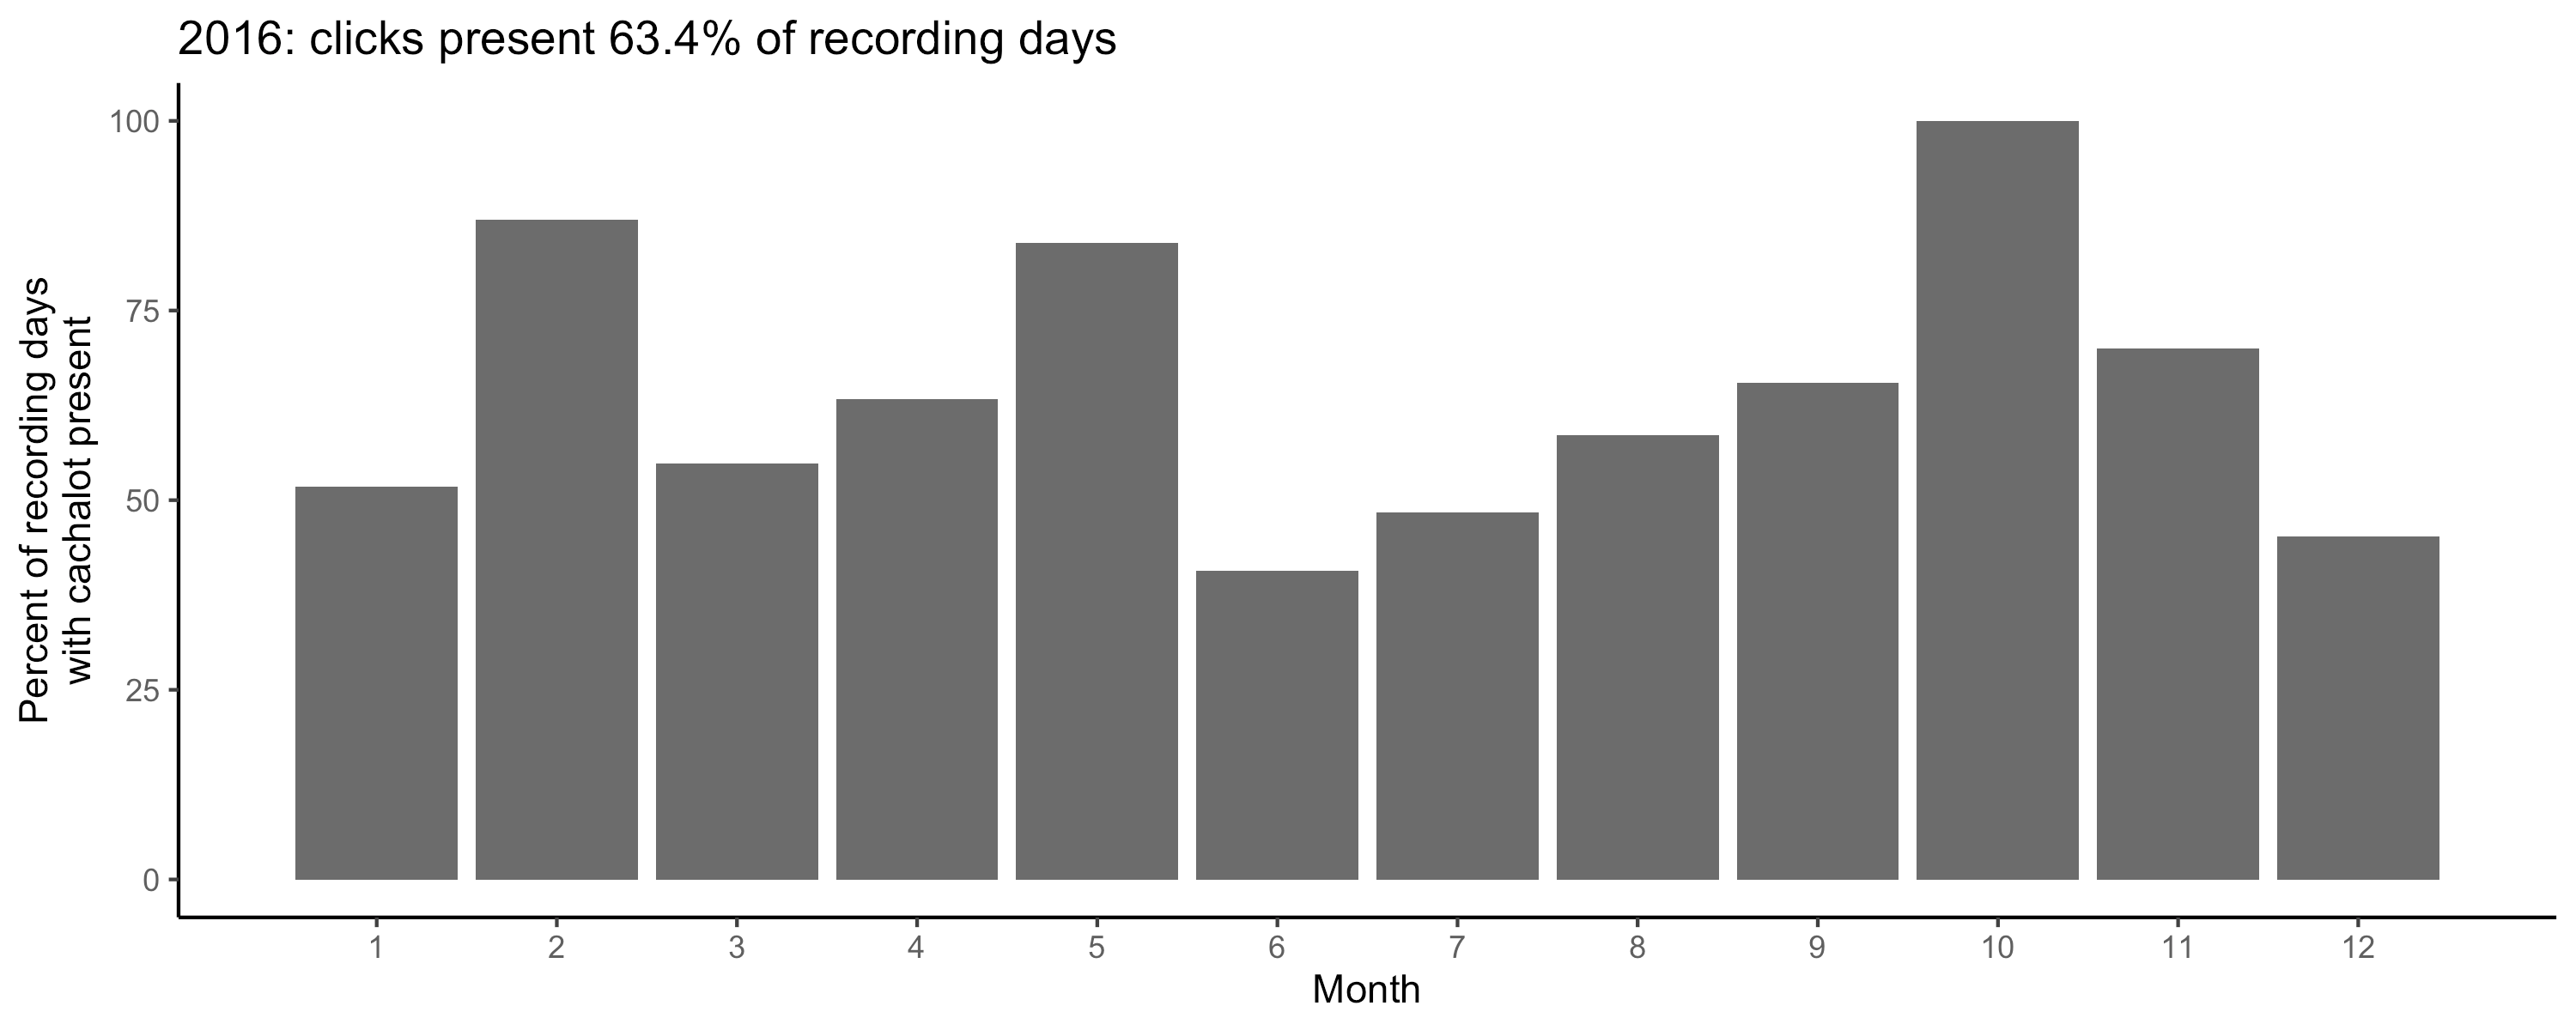 2016: clicks present 63.4% of recording days
Percent of recording days
with cachalot present
100
75
50
25
0
1 2 3 4 5 6 7 8 9 10 11 12
Month